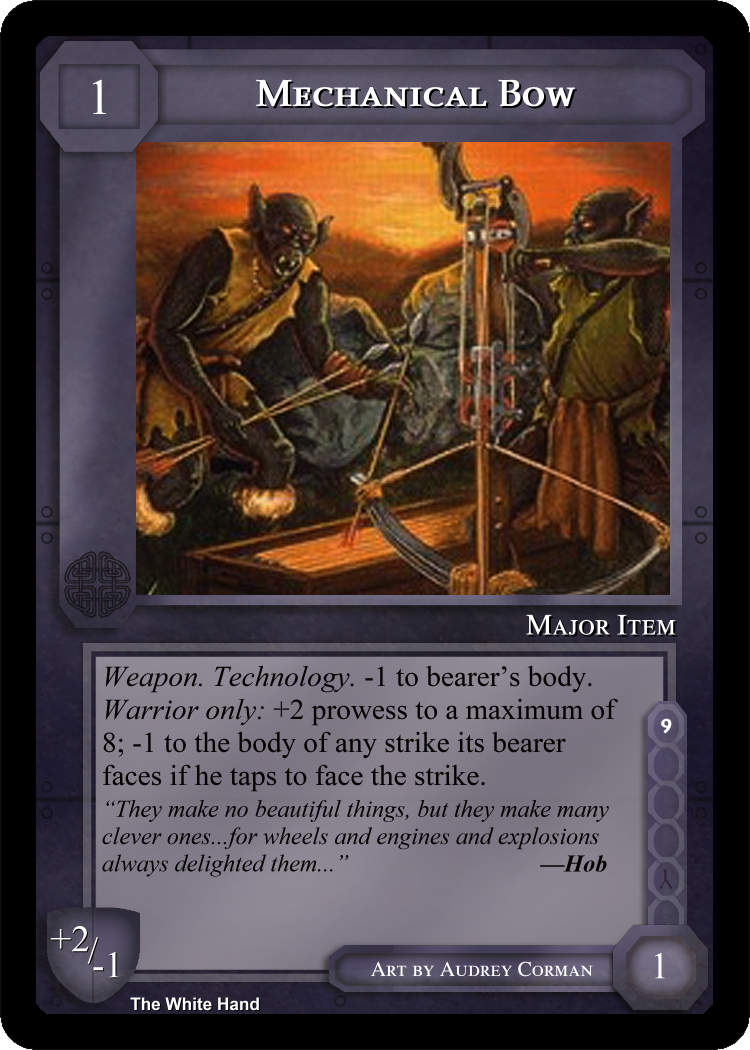 1
Mechanical Bow
Major Item
Weapon. Technology. -1 to bearer's body.
Warrior only: +2 prowess to a maximum of
8; -1 to the body of any strike its bearer
faces if he taps to face the strike.
"They make no beautiful things, but they make many
clever ones...for wheels and engines and explosions
always delighted them..." —Hob
9
+2/-1
Art by Audrey Corman
1
The White Hand